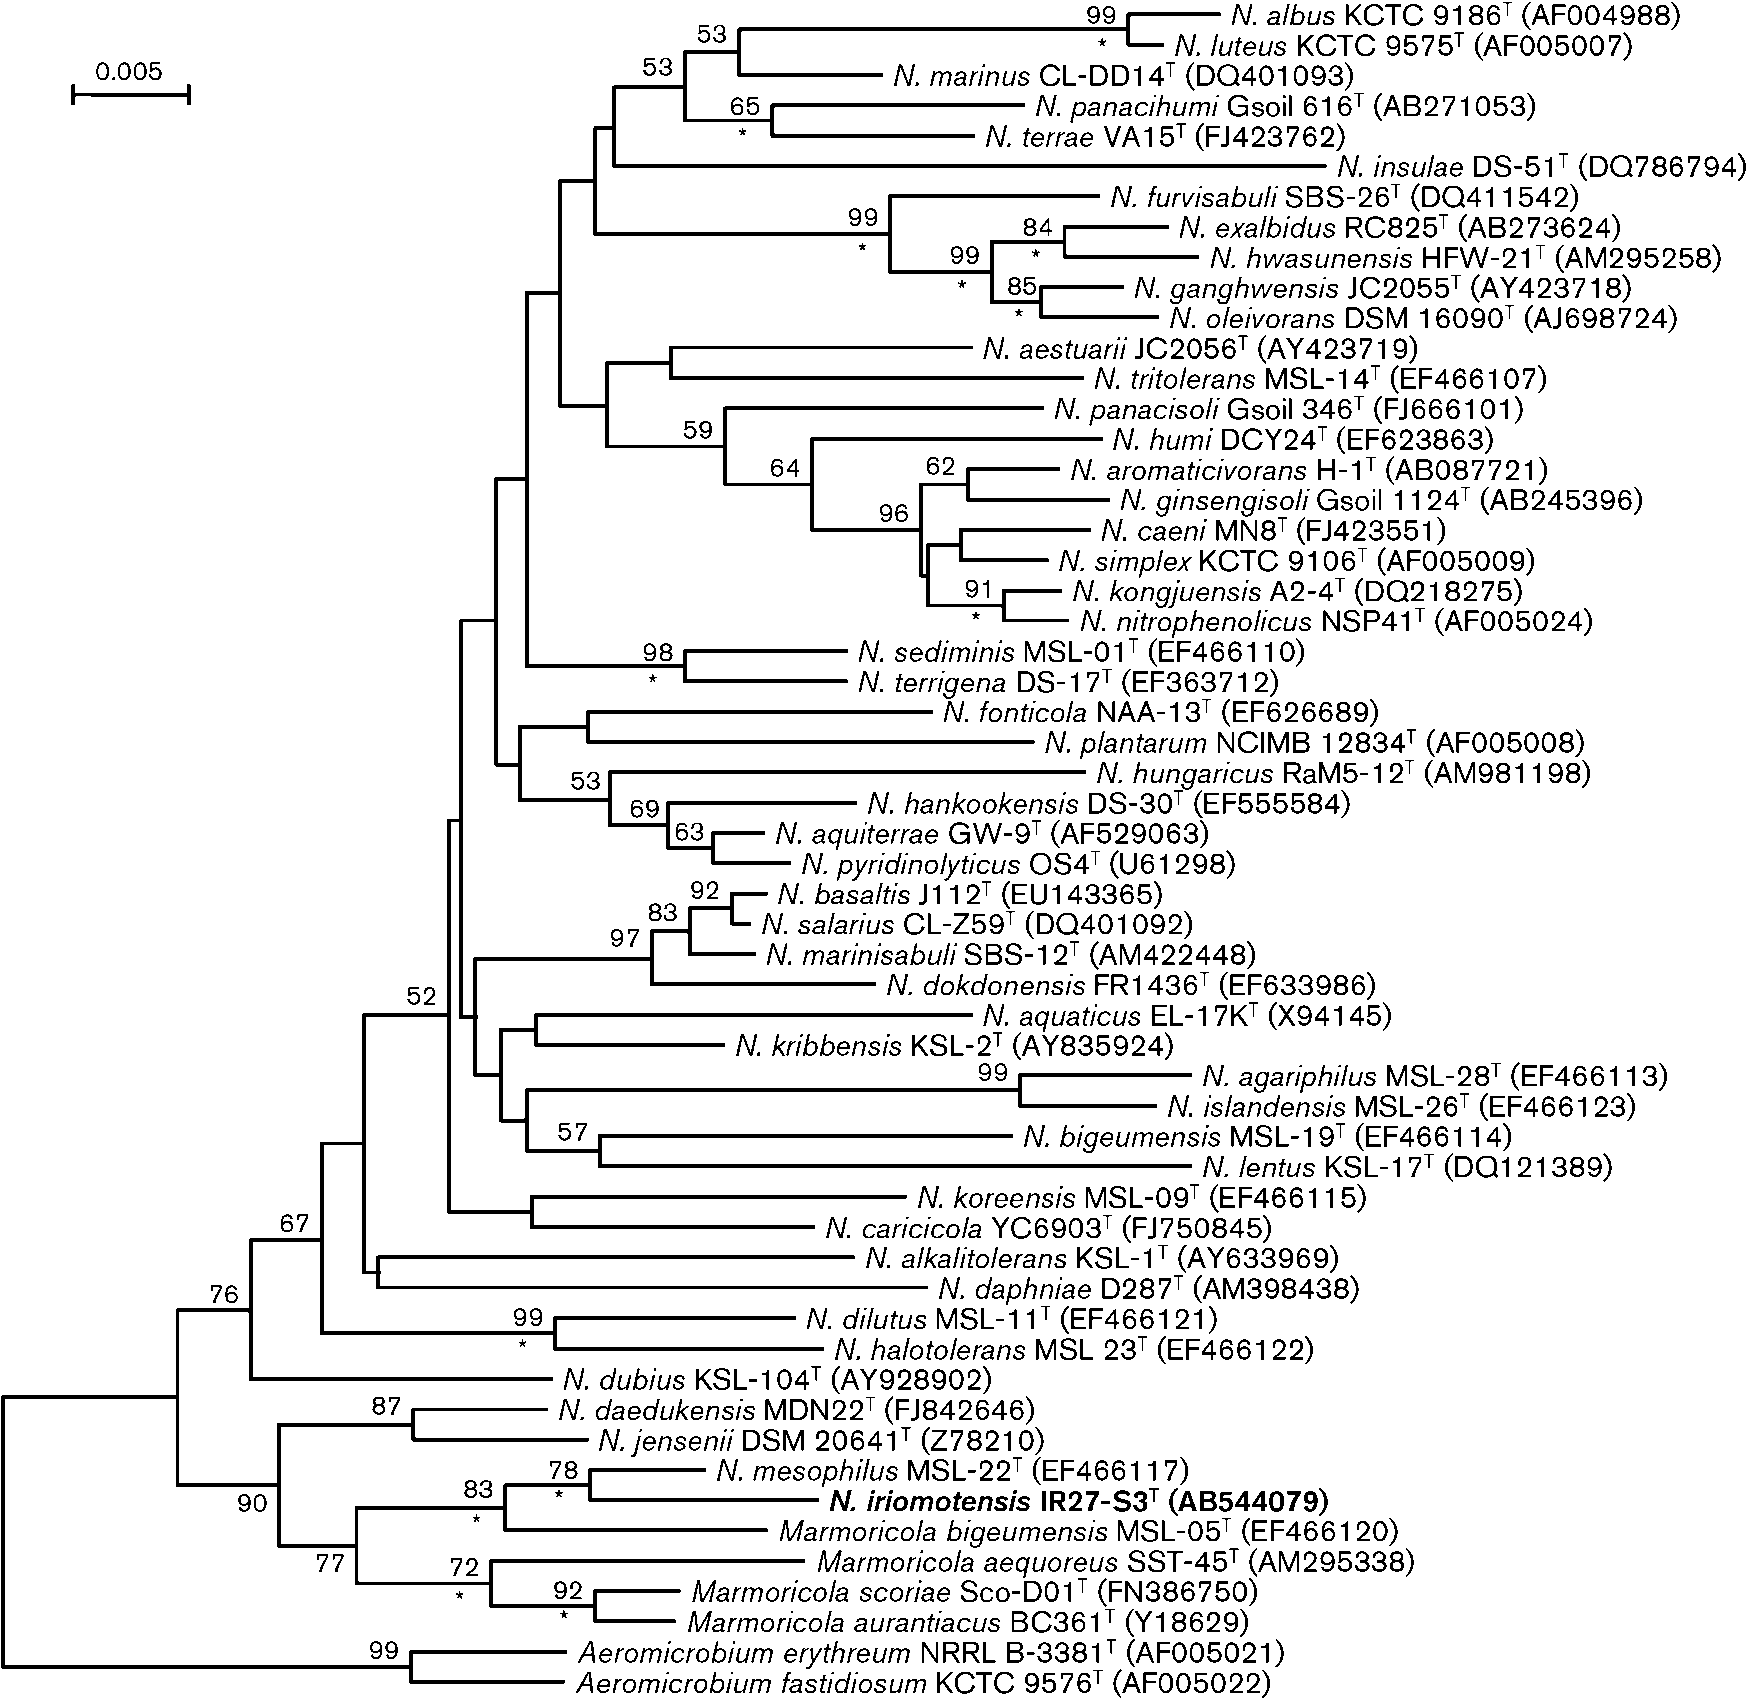 99
N. albus KCTC 9186ᵀ (AF004988)
53
*
N. luteus KCTC 9575ᵀ (AF005007)
0.005
53
N. marinus CL-DD14ᵀ (DQ401093)
65
N. panacihumi Gsoil 616ᵀ (AB271053)
*
N. terrae VA15ᵀ (FJ423762)
N. insulae DS-51ᵀ (DQ786794)
N. furvisabuli SBS-26ᵀ (DQ411542)
99
84
N. exalbidus RC825ᵀ (AB273624)
*
99
*
N. hwasunensis HFW-21ᵀ (AM295258)
*
85
N. ganghwensis JC2055ᵀ (AY423718)
*
N. oleivorans DSM 16090ᵀ (AJ698724)
N. aestuarii JC2056ᵀ (AY423719)
N. tritolerans MSL-14ᵀ (EF466107)
N. panacisoli Gsoil 346ᵀ (FJ666101)
59
N. humi DCY24ᵀ (EF623863)
64
62
N. aromaticivorans H-1ᵀ (AB087721)
N. ginsengisoli Gsoil 1124ᵀ (AB245396)
96
N. caeni MN8ᵀ (FJ423551)
N. simplex KCTC 9106ᵀ (AF005009)
91
N. kongjuensis A2-4ᵀ (DQ218275)
*
N. nitrophenolicus NSP41ᵀ (AF005024)
98
N. sediminis MSL-01ᵀ (EF466110)
*
N. terrigena DS-17ᵀ (EF363712)
N. fonticola NAA-13ᵀ (EF626689)
N. plantarum NCIMB 12834ᵀ (AF005008)
53
N. hungaricus RaM5-12ᵀ (AM981198)
69
N. hankookensis DS-30ᵀ (EF555584)
63
N. aquiterrae GW-9ᵀ (AF529063)
N. pyridinolyticus OS4ᵀ (U61298)
92
N. basaltis J112ᵀ (EU143365)
83
N. salarius CL-Z59ᵀ (DQ401092)
97
N. marinisabuli SBS-12ᵀ (AM422448)
N. dokdonensis FR1436ᵀ (EF633986)
52
N. aquaticus EL-17Kᵀ (X94145)
N. kribbensis KSL-2ᵀ (AY835924)
99
N. agariphilus MSL-28ᵀ (EF466113)
N. islandensis MSL-26ᵀ (EF466123)
57
N. bigeumensis MSL-19ᵀ (EF466114)
N. lentus KSL-17ᵀ (DQ121389)
N. koreensis MSL-09ᵀ (EF466115)
67
N. caricicola YC6903ᵀ (FJ750845)
N. alkalitolerans KSL-1ᵀ (AY633969)
76
N. daphniae D287ᵀ (AM398438)
99
N. dilutus MSL-11ᵀ (EF466121)
*
N. halotolerans MSL 23ᵀ (EF466122)
N. dubius KSL-104ᵀ (AY928902)
87
N. daedukensis MDN22ᵀ (FJ842646)
N. jensenii DSM 20641ᵀ (Z78210)
78
N. mesophilus MSL-22ᵀ (EF466117)
90
83
*
N. iriomotensis IR27-S3ᵀ (AB544079)
*
Marmoricola bigeumensis MSL-05ᵀ (EF466120)
77
72
Marmoricola aequoreus SST-45ᵀ (AM295338)
*
92
Marmoricola scoriae Sco-D01ᵀ (FN386750)
*
Marmoricola aurantiacus BC361ᵀ (Y18629)
99
Aeromicrobium erythreum NRRL B-3381ᵀ (AF005021)
Aeromicrobium fastidiosum KCTC 9576ᵀ (AF005022)